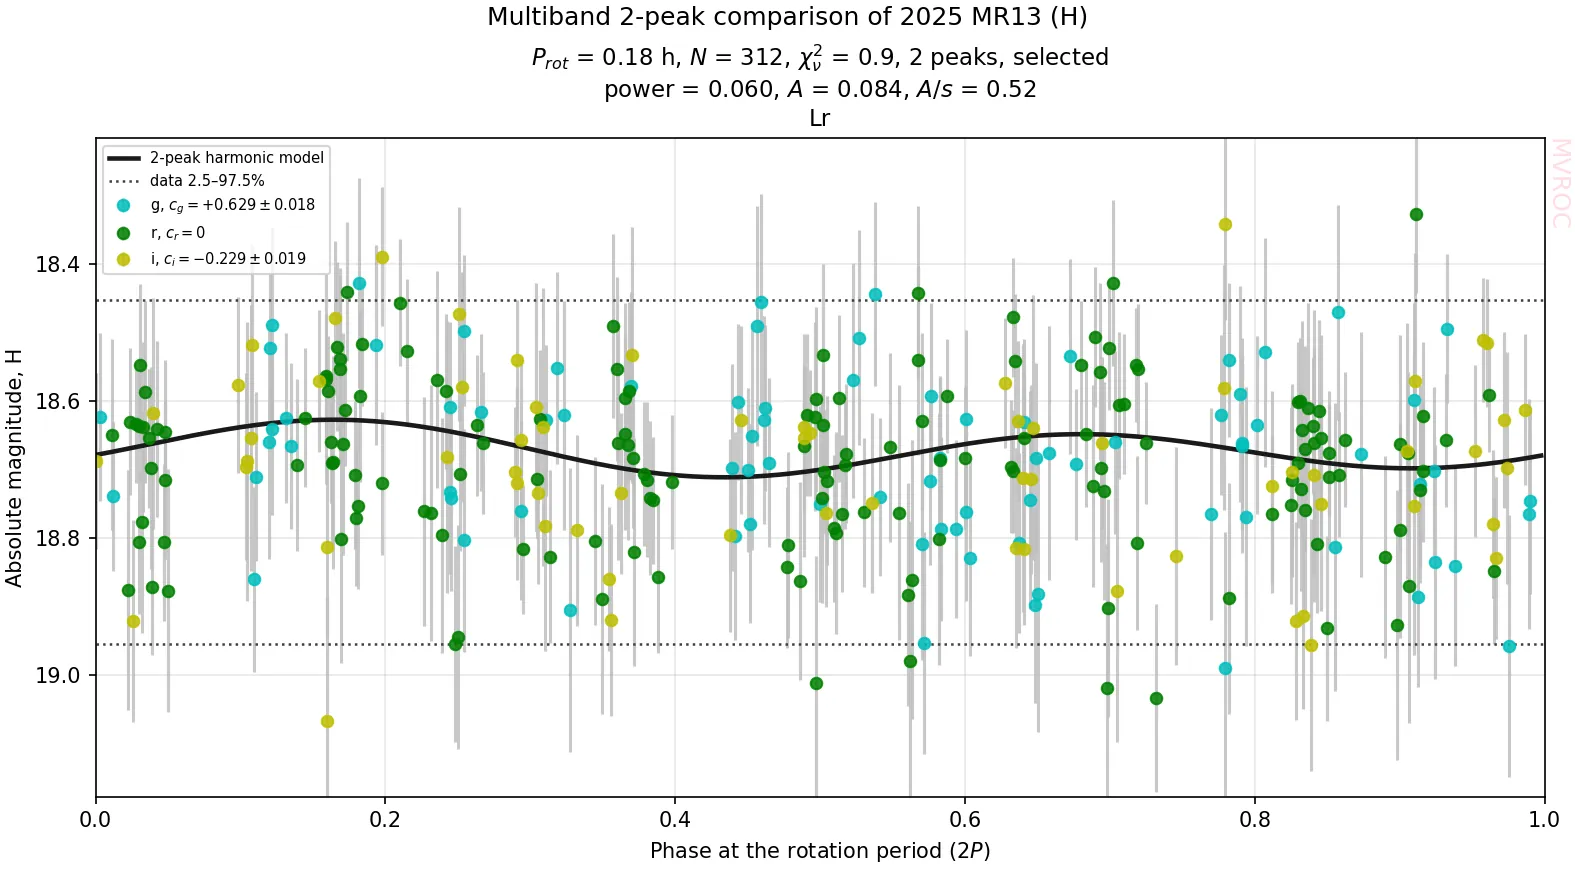 Multiband 2-peak comparison of 2025 MR13 (H)
P_rot = 0.18 h, N = 312, χ²_ν = 0.9, 2 peaks, selected
power = 0.060, A = 0.084, A/s = 0.52
Lr
2-peak harmonic model
data 2.5–97.5%
g, c_g = +0.629 ± 0.018
r, c_r = 0
i, c_i = −0.229 ± 0.019
MVROC
Absolute magnitude, H
18.4
18.6
18.8
19.0
0.0 0.2 0.4 0.6 0.8 1.0
Phase at the rotation period (2P)